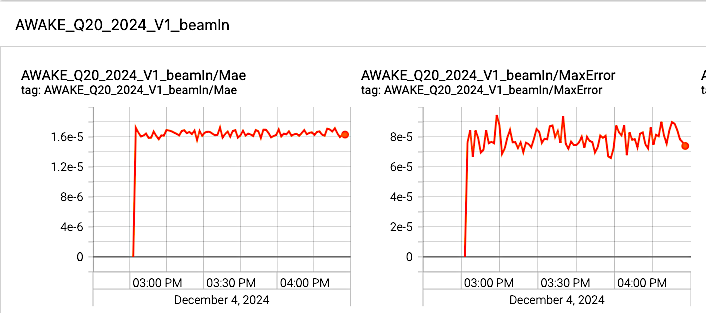 AWAKE_Q20_2024_V1_beamIn
AWAKE_Q20_2024_V1_beamIn/Mae
tag: AWAKE_Q20_2024_V1_beamIn/Mae
1.6e-5
1.2e-5
8e-6
4e-6
0
03:00 PM 03:30 PM 04:00 PM
December 4, 2024
AWAKE_Q20_2024_V1_beamIn/MaxError
tag: AWAKE_Q20_2024_V1_beamIn/MaxError
8e-5
6e-5
4e-5
2e-5
0
03:00 PM 03:30 PM 04:00 PM
December 4, 2024